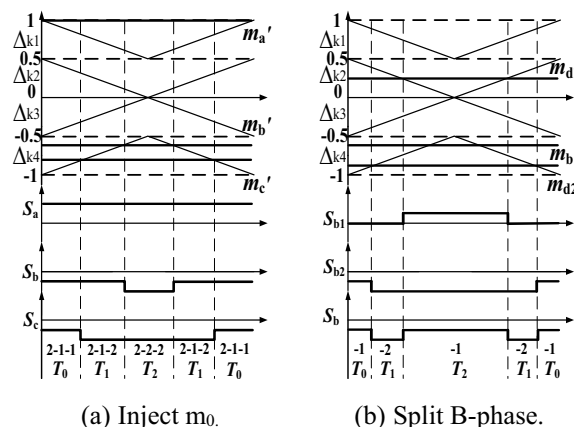 1
Δk1
0.5
Δk2
0
Δk3
-0.5
Δk4
-1
ma'
mb'
mc'
Sa
Sb
Sc
2-1-1 2-1-2 2-2-2 2-1-2 2-1-1
T0 T1 T2 T1 T0
(a) Inject m0.
1
Δk1
0.5
Δk2
0
Δk3
-0.5
Δk4
-1
md
mb
md2
Sb1
Sb2
Sb
-1 -2 -1 -2 -1
T0 T1 T2 T1 T0
(b) Split B-phase.